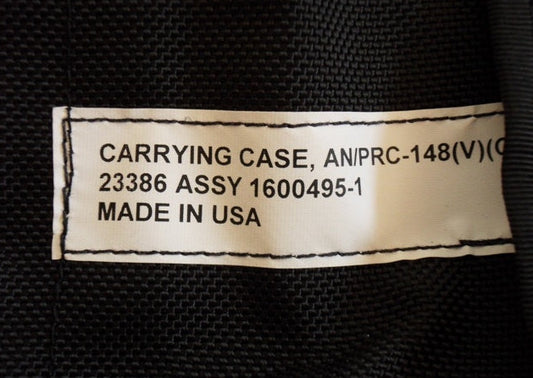 CARRYING CASE, AN/PRC-148(V)(
23386 ASSY 1600495-1
MADE IN USA